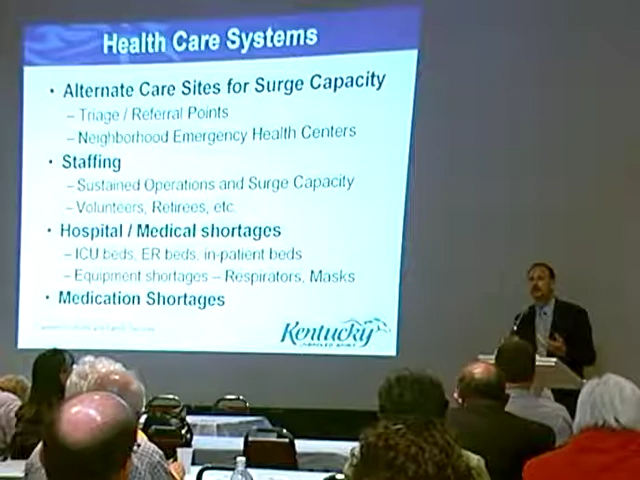 Health Care Systems
• Alternate Care Sites for Surge Capacity
– Triage / Referral Points
– Neighborhood Emergency Health Centers
• Staffing
– Sustained Operations and Surge Capacity
– Volunteers, Retirees, etc.
• Hospital / Medical shortages
– ICU beds, ER beds, in-patient beds
– Equipment shortages – Respirators, Masks
• Medication Shortages
Kentucky
UNBRIDLED SPIRIT